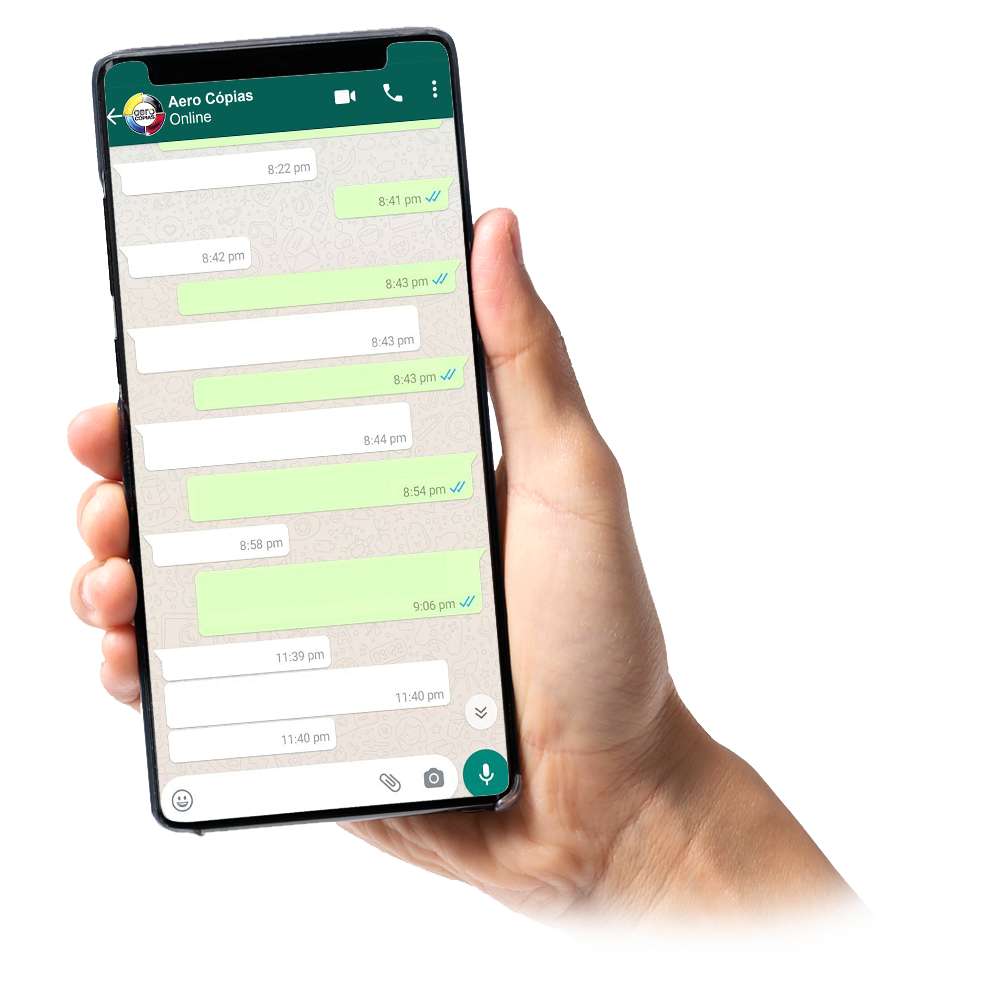 Aero Cópias
Online
aero
CÓPIAS
8:22 pm
8:41 pm
8:42 pm
8:43 pm
8:43 pm
8:43 pm
8:44 pm
8:54 pm
8:58 pm
9:06 pm
11:39 pm
11:40 pm
11:40 pm